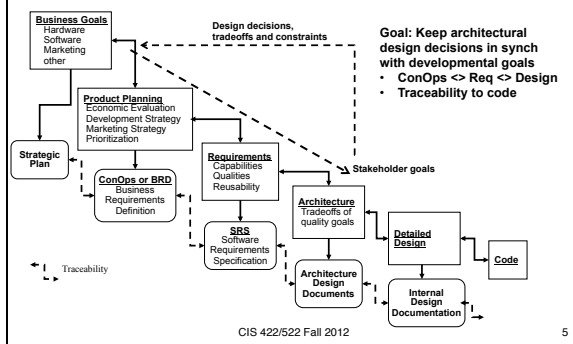 Business Goals
Hardware
Software
Marketing
other
Design decisions,
tradeoffs and constraints
Goal: Keep architectural
design decisions in synch
with developmental goals
• ConOps <> Req <> Design
• Traceability to code
Product Planning
Economic Evaluation
Development Strategy
Marketing Strategy
Prioritization
Strategic
Plan
Requirements
Capabilities
Qualities
Reusability
Stakeholder goals
ConOps or BRD
Business
Requirements
Definition
Architecture
Tradeoffs of
quality goals
SRS
Software
Requirements
Specification
Detailed
Design
Code
Architecture
Design
Documents
Internal
Design
Documentation
Traceability
CIS 422/522 Fall 2012
5